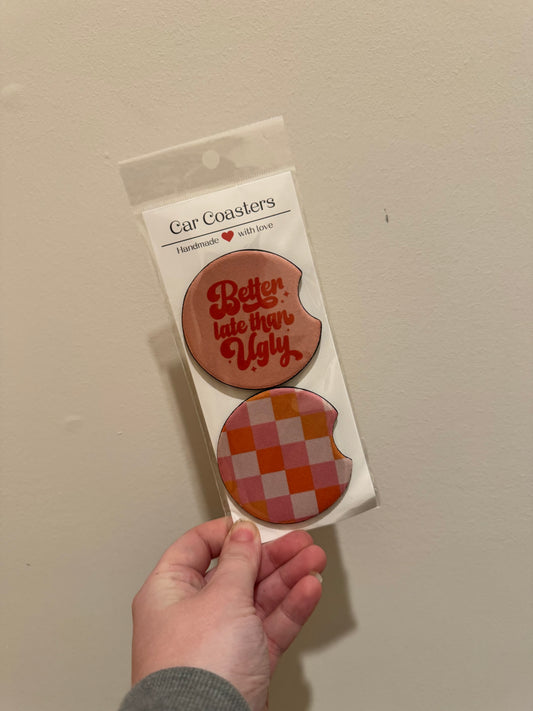 Car Coasters
Handmade ❤ with love
Better
late than
Ugly